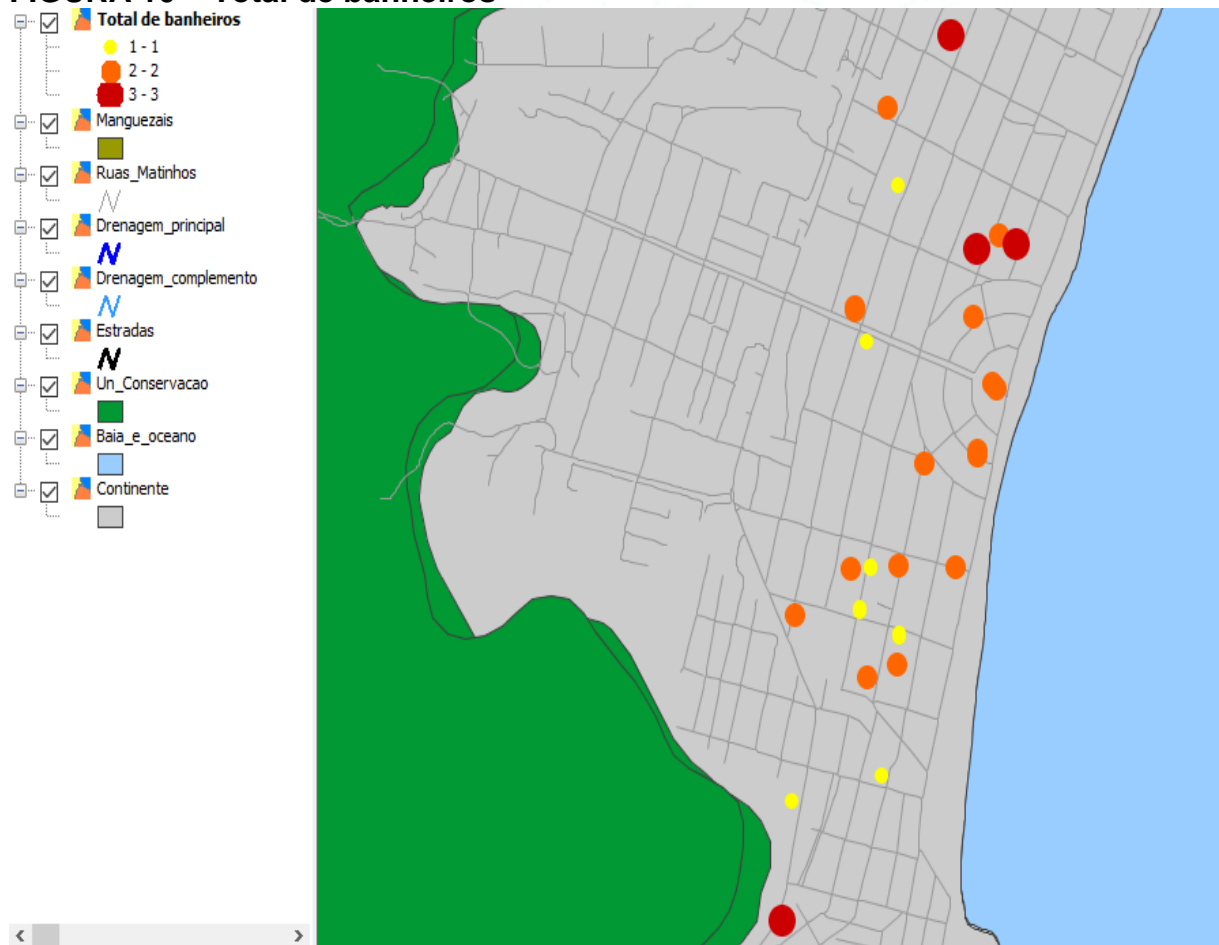 Total de banheiros
1 - 1
2 - 2
3 - 3
Manguezais
Ruas_Matinhos
Drenagem_principal
Drenagem_complemento
Estradas
Un_Conservacao
Baia_e_oceano
Continente